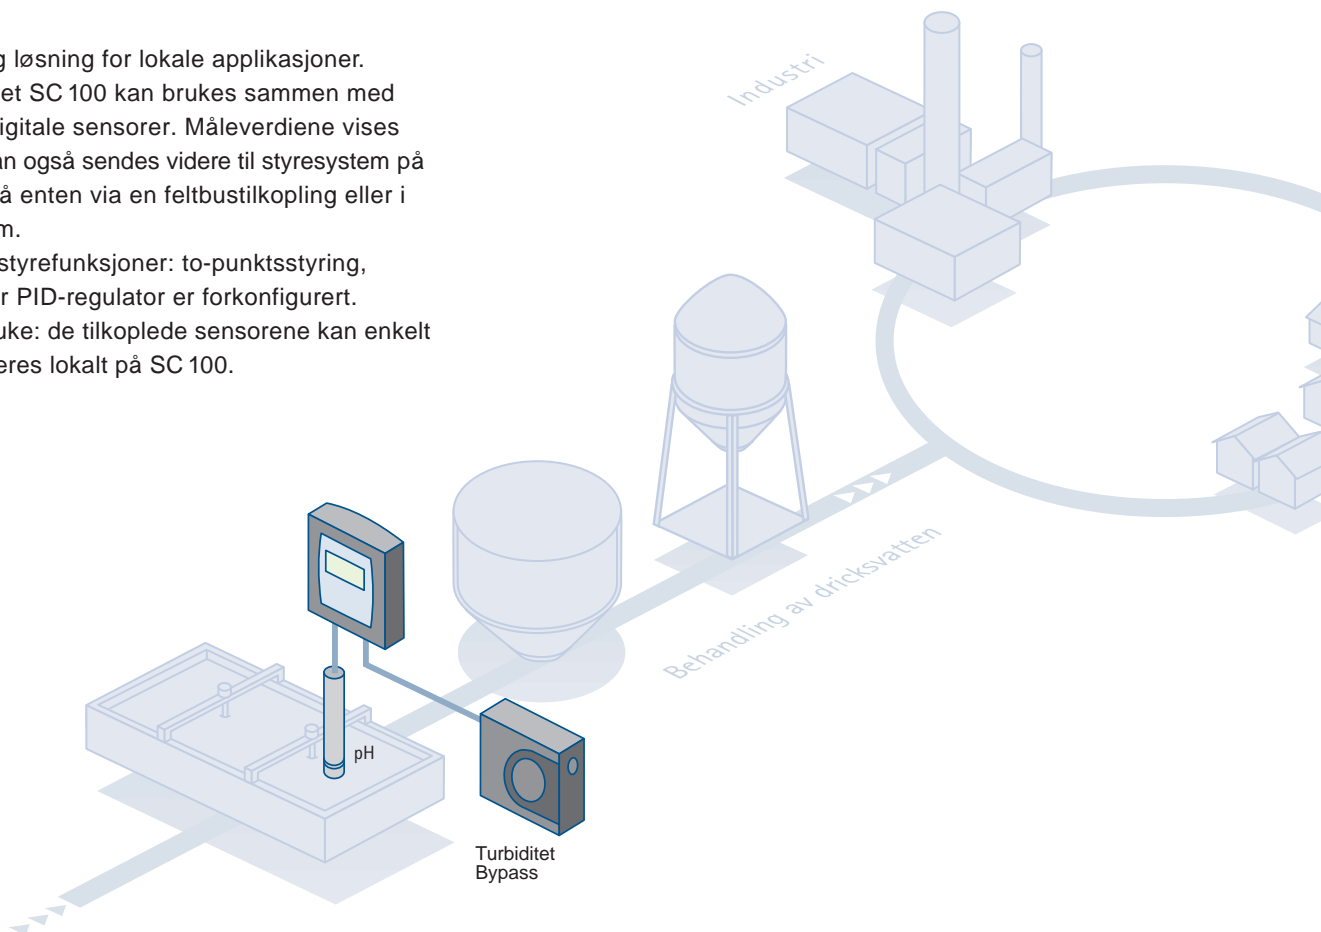 løsning for lokale applikasjoner.
et SC 100 kan brukes sammen med
igitale sensorer. Måleverdiene vises
an også sendes videre til styresystem på
å enten via en feltbustilkopling eller i
m.
styrefunksjoner: to-punktsstyring,
r PID-regulator er forkonfigurert.
uke: de tilkoplede sensorene kan enkelt
eres lokalt på SC 100.
Industri
Behandling av dricksvatten
pH
Turbiditet
Bypass